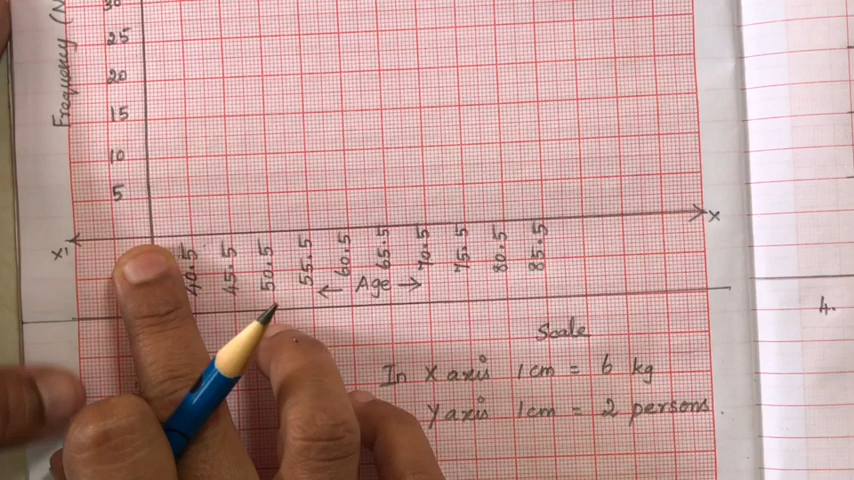 30
Frequency (N
25
20
15
10
5
X
X'
40.5 45.5 50.5 55.5 60.5 65.5 70.5 75.5 80.5 85.5
← Age →
Scale
In X axis 1cm = 6 kg
Y axis 1cm = 2 persons
4.